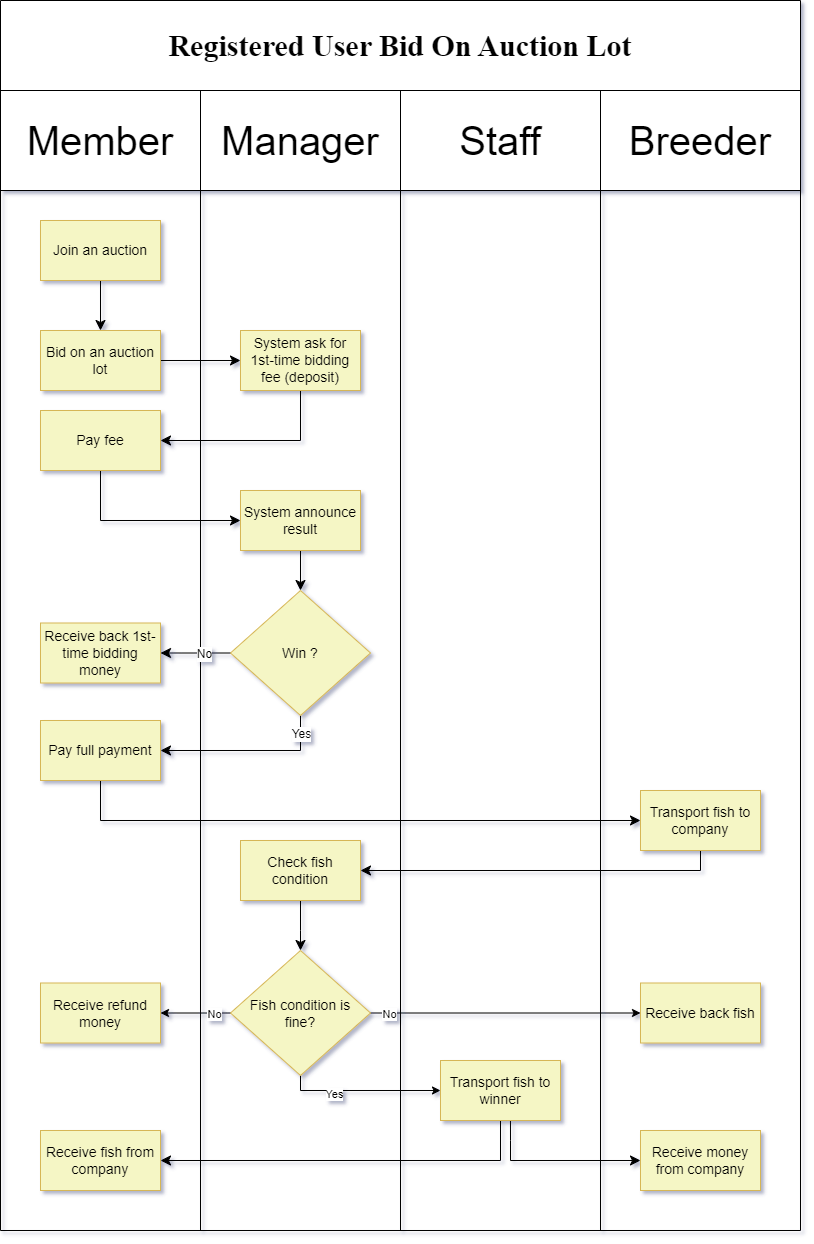 Registered User Bid On Auction Lot
Member
Manager
Staff
Breeder
Join an auction
Bid on an auction
lot
System ask for
1st-time bidding
fee (deposit)
Pay fee
System announce
result
Win ?
No
Receive back 1st-
time bidding
money
Yes
Pay full payment
Transport fish to
company
Check fish
condition
Fish condition is
fine?
No
Receive refund
money
No
Receive back fish
Yes
Transport fish to
winner
Receive fish from
company
Receive money
from company